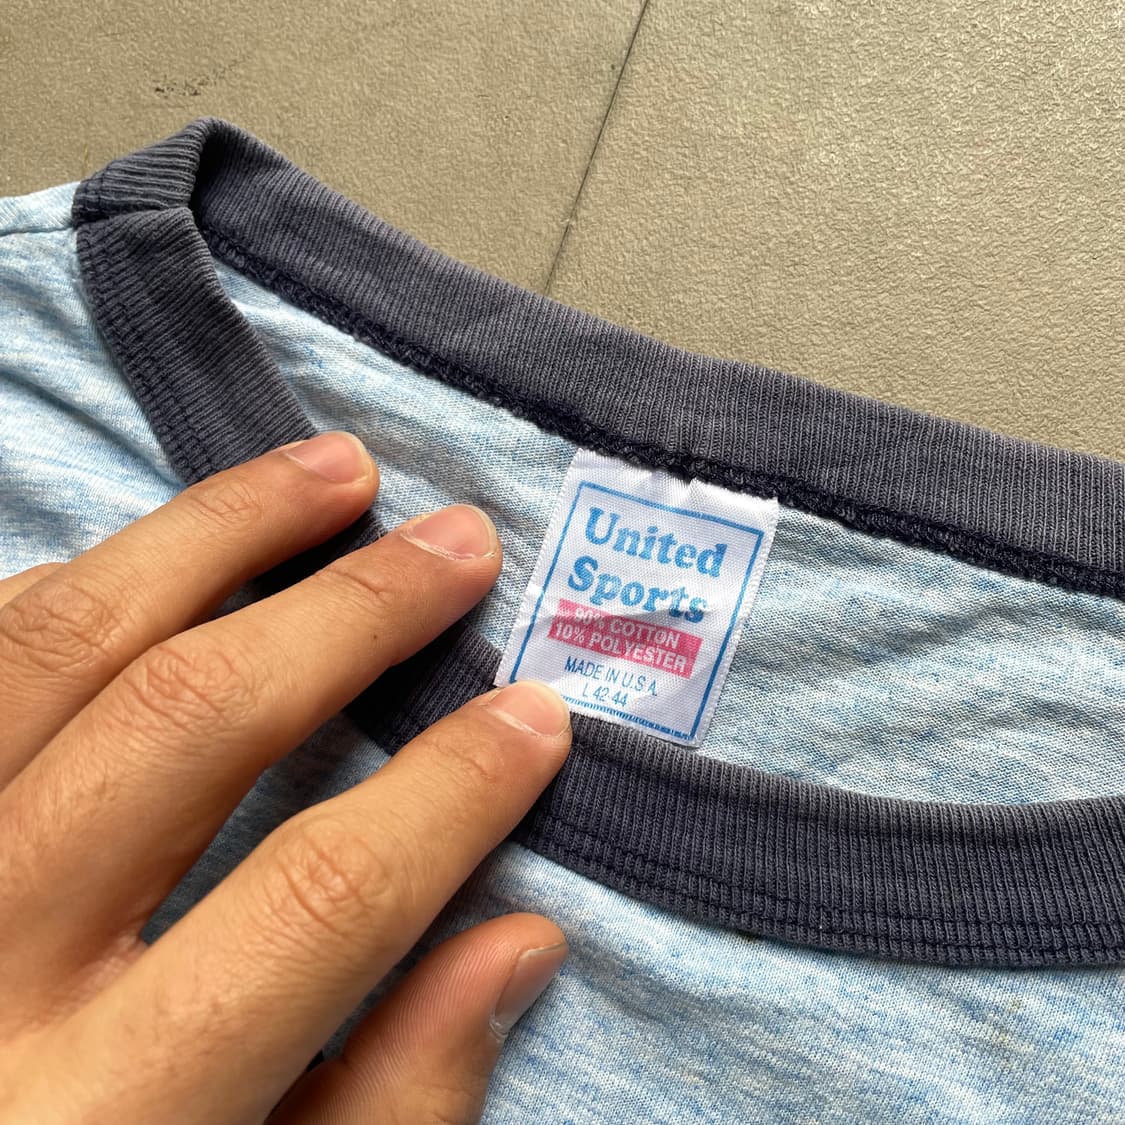 United
Sports
90% COTTON
10% POLYESTER
MADE IN U.S.A.
L 42-44